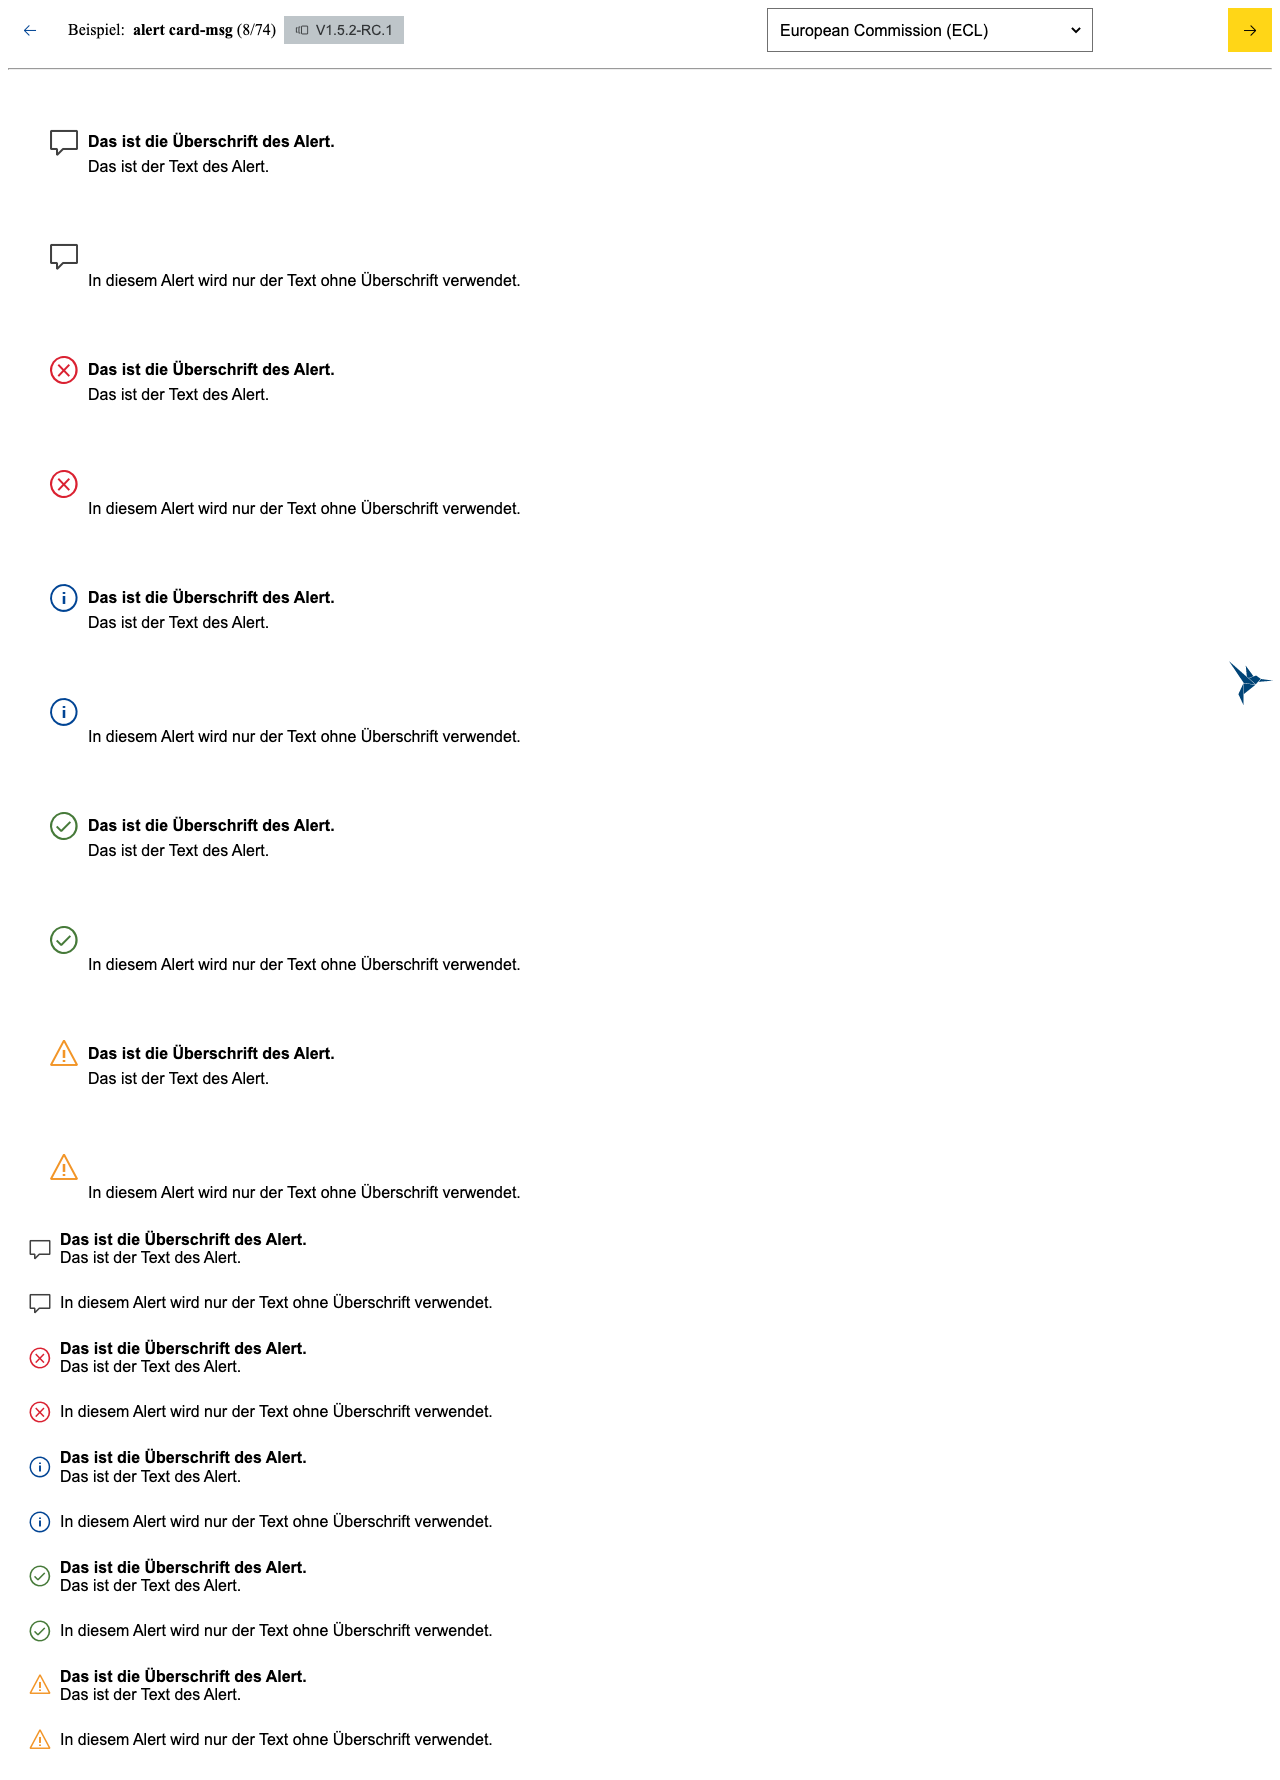 Beispiel: alert card-msg (8/74) V1.5.2-RC.1 European Commission (ECL)
Das ist die Überschrift des Alert.
Das ist der Text des Alert.
In diesem Alert wird nur der Text ohne Überschrift verwendet.
Das ist die Überschrift des Alert.
Das ist der Text des Alert.
In diesem Alert wird nur der Text ohne Überschrift verwendet.
Das ist die Überschrift des Alert.
Das ist der Text des Alert.
In diesem Alert wird nur der Text ohne Überschrift verwendet.
Das ist die Überschrift des Alert.
Das ist der Text des Alert.
In diesem Alert wird nur der Text ohne Überschrift verwendet.
Das ist die Überschrift des Alert.
Das ist der Text des Alert.
In diesem Alert wird nur der Text ohne Überschrift verwendet.
Das ist die Überschrift des Alert.
Das ist der Text des Alert.
In diesem Alert wird nur der Text ohne Überschrift verwendet.
Das ist die Überschrift des Alert.
Das ist der Text des Alert.
In diesem Alert wird nur der Text ohne Überschrift verwendet.
Das ist die Überschrift des Alert.
Das ist der Text des Alert.
In diesem Alert wird nur der Text ohne Überschrift verwendet.
Das ist die Überschrift des Alert.
Das ist der Text des Alert.
In diesem Alert wird nur der Text ohne Überschrift verwendet.
Das ist die Überschrift des Alert.
Das ist der Text des Alert.
In diesem Alert wird nur der Text ohne Überschrift verwendet.